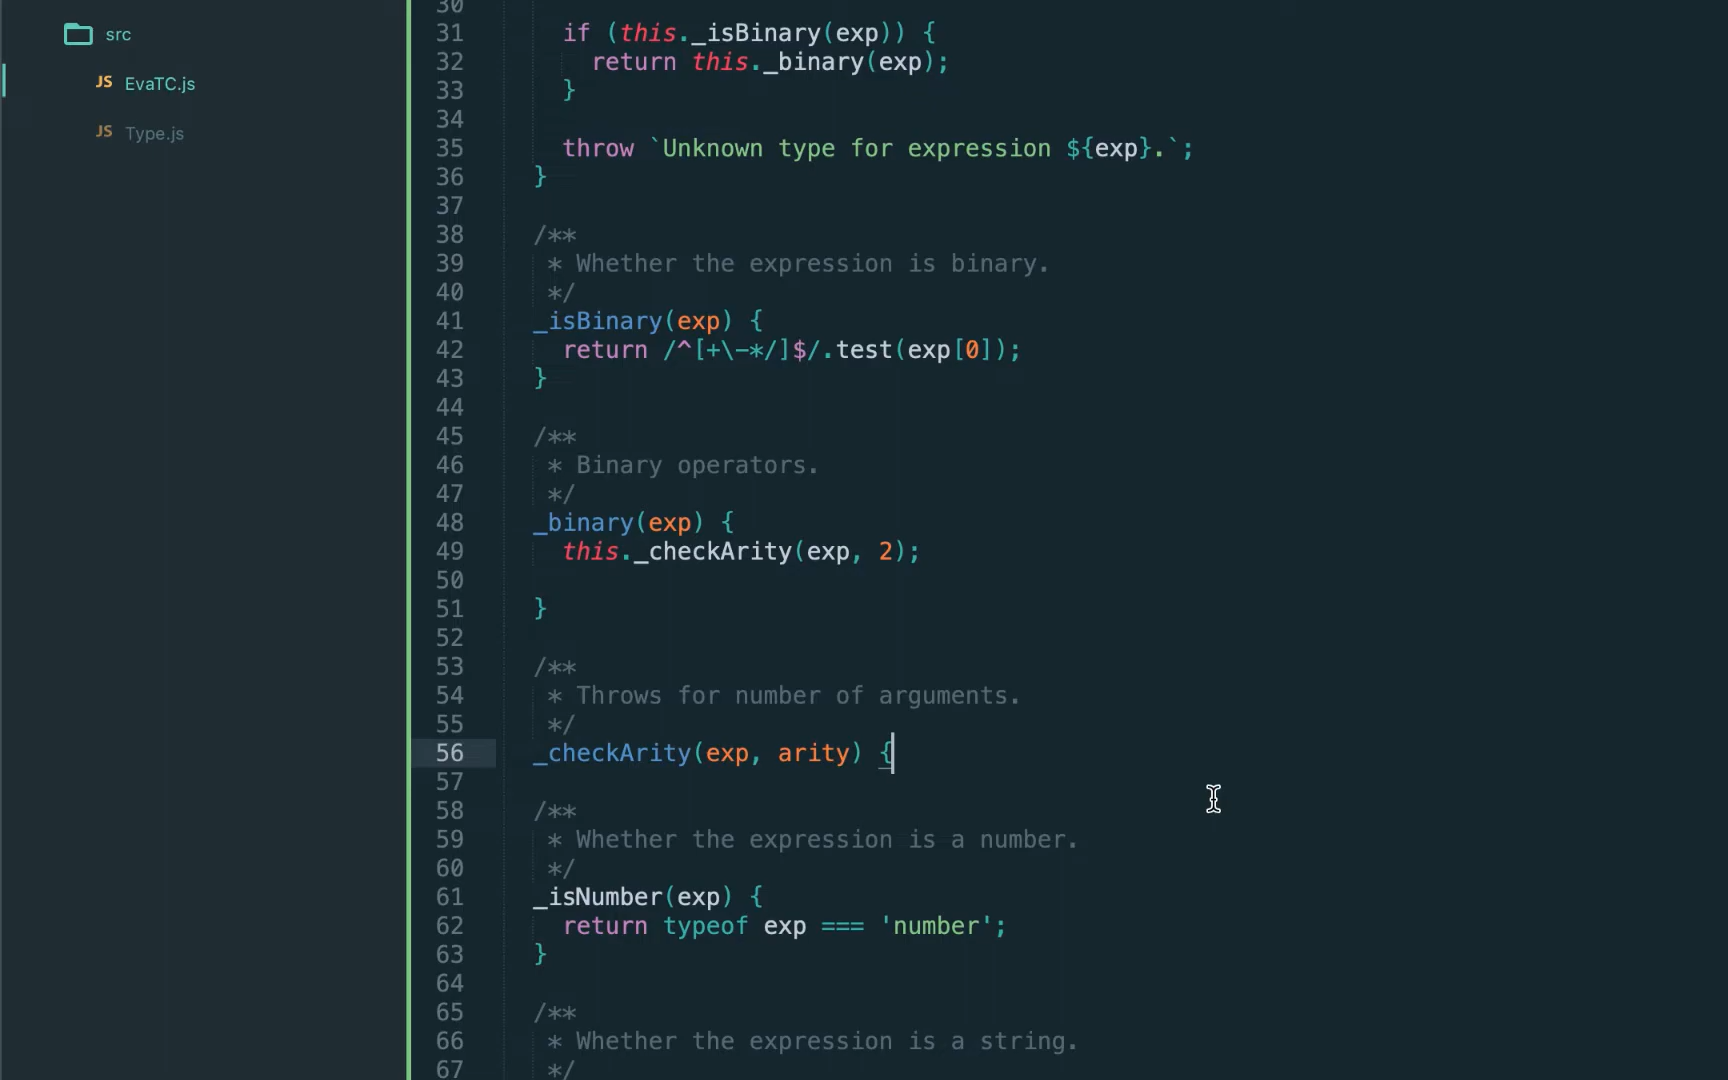 src
JS EvaTC.js
JS Type.js
30
31 if (this._isBinary(exp)) {
32 return this._binary(exp);
33 }
34
35 throw `Unknown type for expression ${exp}.`;
36 }
37
38 /**
39 * Whether the expression is binary.
40 */
41 _isBinary(exp) {
42 return /^[+\-*/]$/.test(exp[0]);
43 }
44
45 /**
46 * Binary operators.
47 */
48 _binary(exp) {
49 this._checkArity(exp, 2);
50
51 }
52
53 /**
54 * Throws for number of arguments.
55 */
56 _checkArity(exp, arity) {
57
58 /**
59 * Whether the expression is a number.
60 */
61 _isNumber(exp) {
62 return typeof exp === 'number';
63 }
64
65 /**
66 * Whether the expression is a string.
67 */